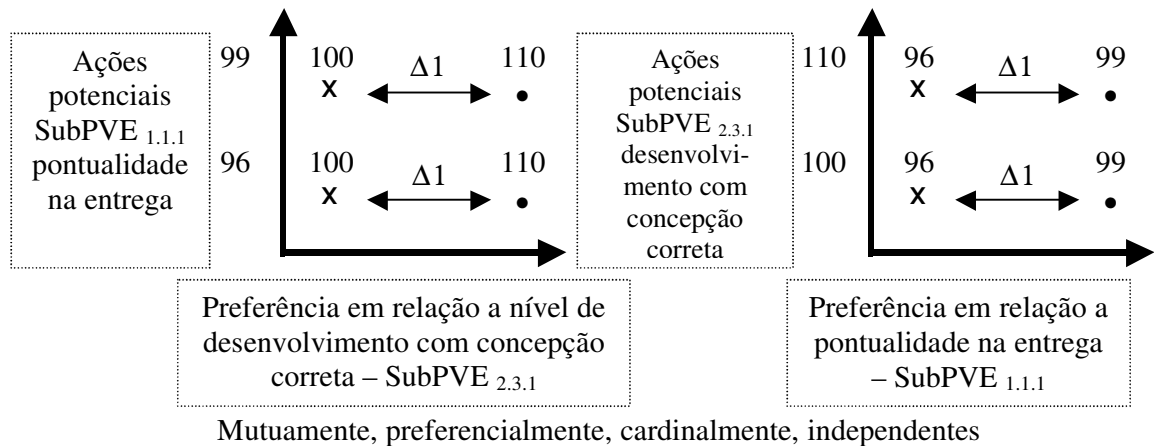 Ações
potenciais
SubPVE 1.1.1
pontualidade
na entrega
99
96
100 Δ1 110
x •
100 Δ1 110
x •
Preferência em relação a nível de
desenvolvimento com concepção
correta – SubPVE 2.3.1
Ações
potenciais
SubPVE 2.3.1
desenvolvi-
mento com
concepção
correta
110
100
96 Δ1 99
x •
96 Δ1 99
x •
Preferência em relação a
pontualidade na entrega
– SubPVE 1.1.1
Mutuamente, preferencialmente, cardinalmente, independentes